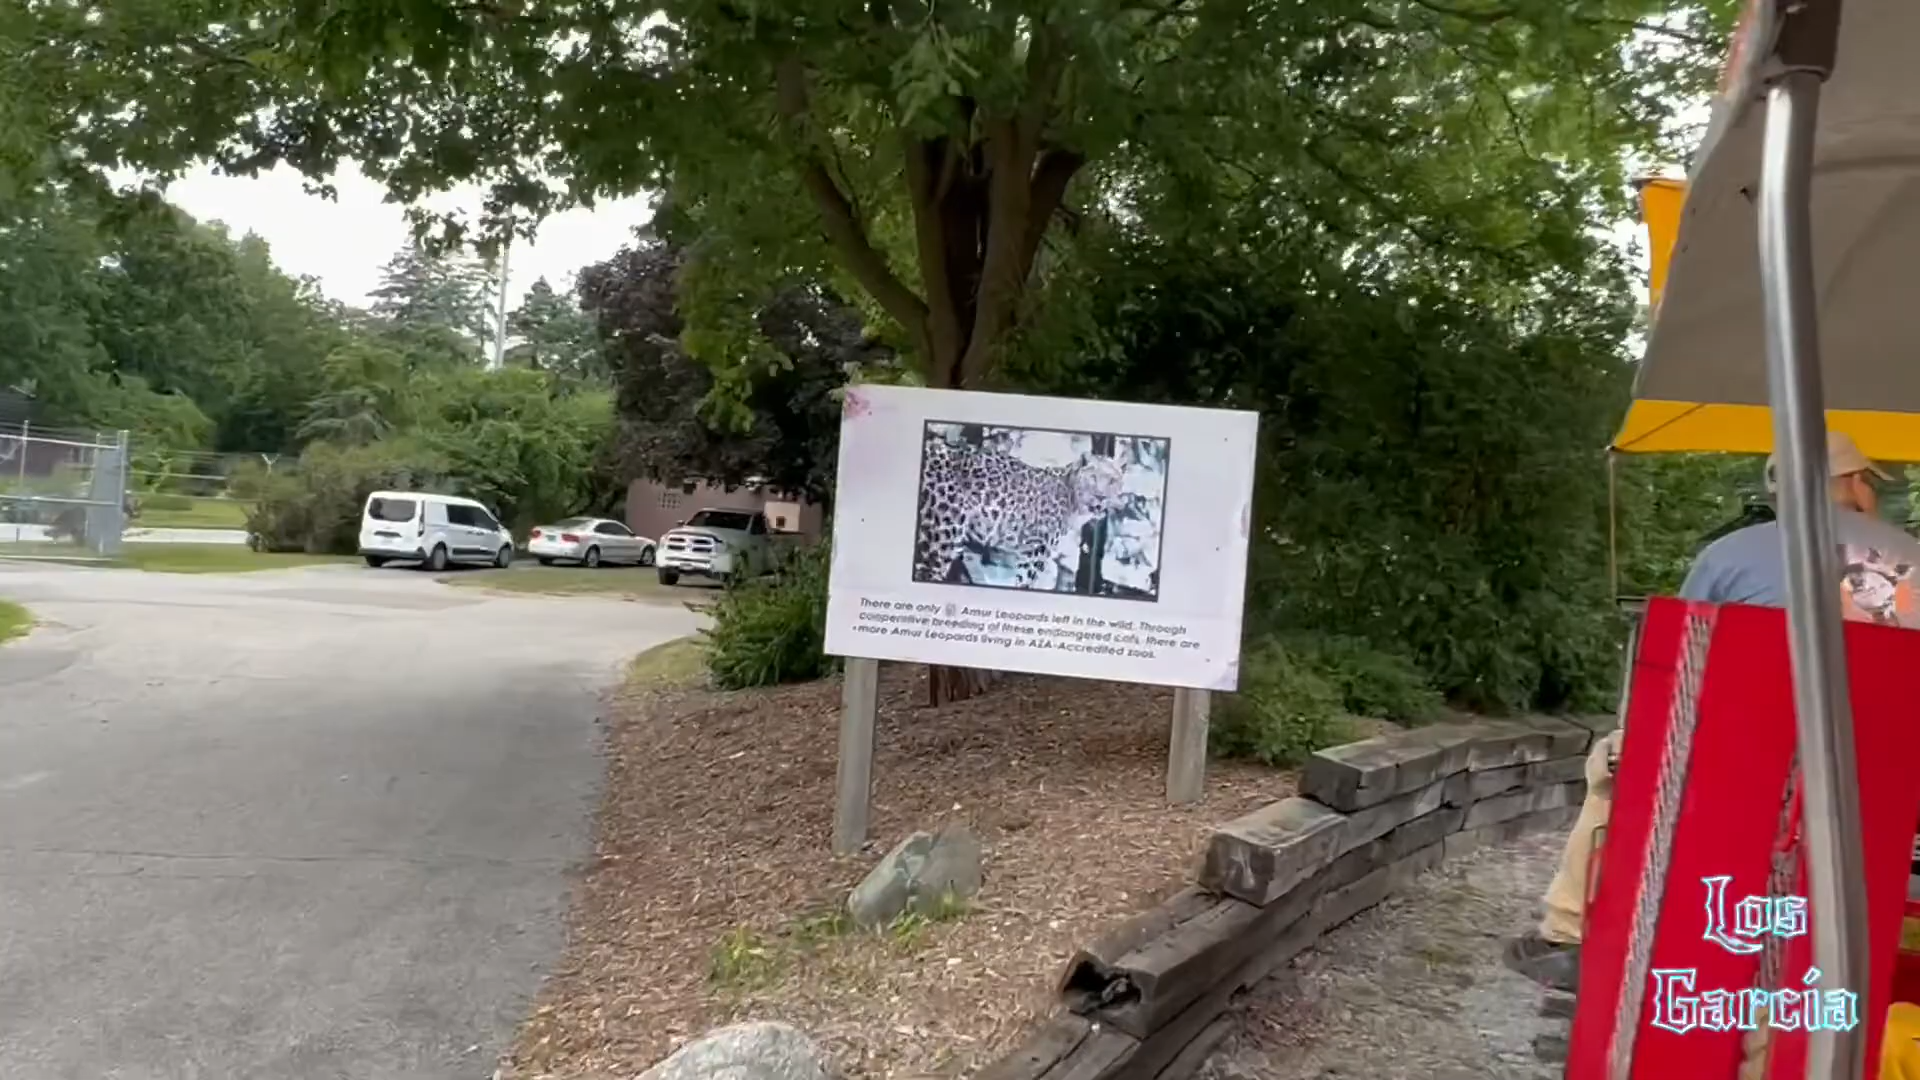 There are only Amur Leopards left in the wild. Through
cooperative breeding of these endangered cats, there are
more Amur Leopards living in AZA-Accredited zoos.
Los
García